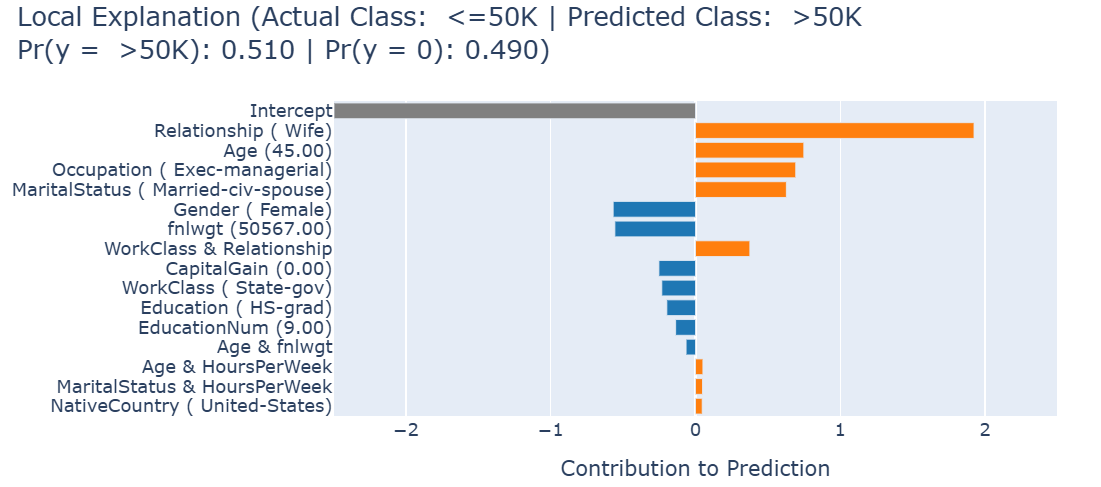 Local Explanation (Actual Class:  <=50K | Predicted Class:  >50K
Pr(y =  >50K): 0.510 | Pr(y = 0): 0.490)
Intercept
Relationship ( Wife)
Age (45.00)
Occupation ( Exec-managerial)
MaritalStatus ( Married-civ-spouse)
Gender ( Female)
fnlwgt (50567.00)
WorkClass & Relationship
CapitalGain (0.00)
WorkClass ( State-gov)
Education ( HS-grad)
EducationNum (9.00)
Age & fnlwgt
Age & HoursPerWeek
MaritalStatus & HoursPerWeek
NativeCountry ( United-States)
−2 −1 0 1 2
Contribution to Prediction